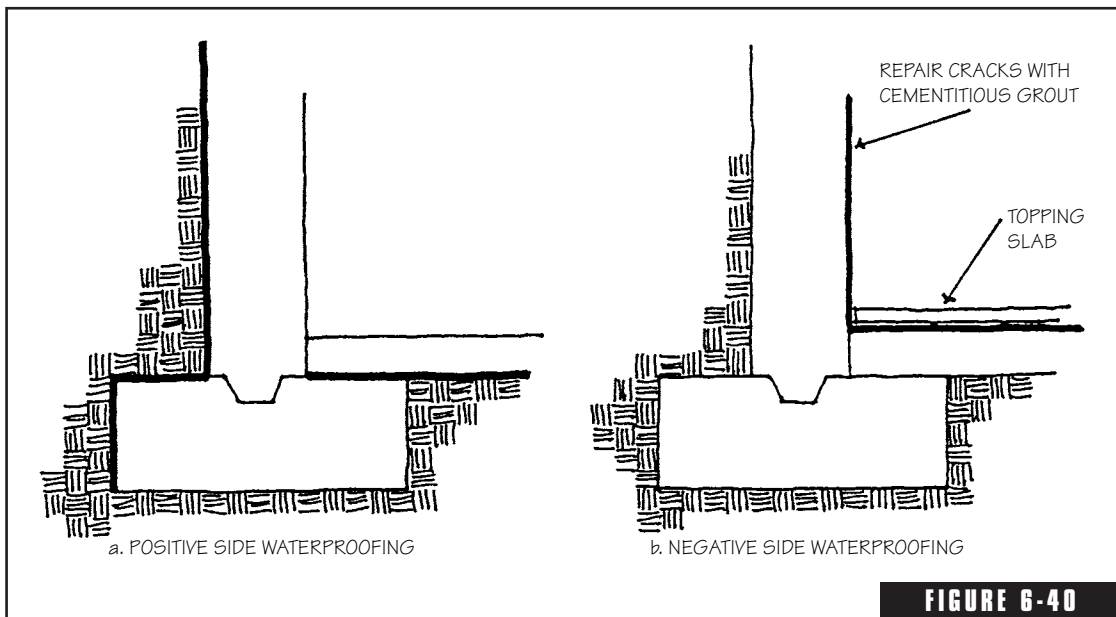 REPAIR CRACKS WITH
CEMENTITIOUS GROUT
TOPPING
SLAB
a. POSITIVE SIDE WATERPROOFING
b. NEGATIVE SIDE WATERPROOFING
FIGURE 6-40